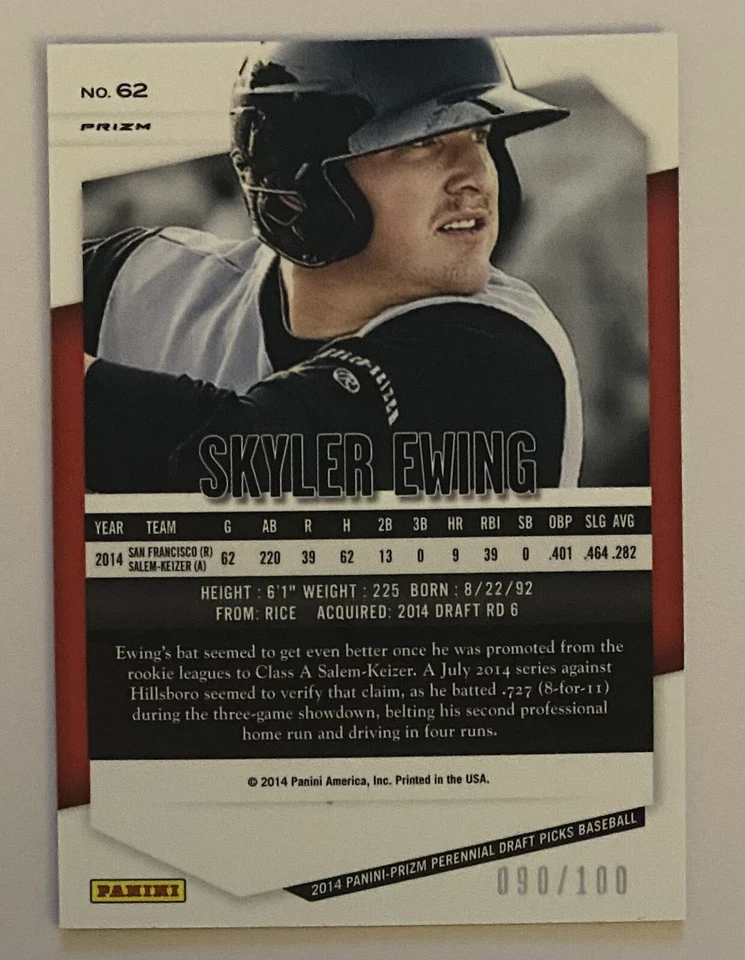 NO. 62
PRIZM
SKYLER EWING
YEAR TEAM G AB R H 2B 3B HR RBI SB OBP SLG AVG
2014 SAN FRANCISCO (R) 62 220 39 62 13 0 9 39 0 .401 .464 .282
SALEM-KEIZER (A)
HEIGHT : 6'1" WEIGHT : 225 BORN : 8/22/92
FROM: RICE ACQUIRED: 2014 DRAFT RD 6
Ewing's bat seemed to get even better once he was promoted from the
rookie leagues to Class A Salem-Keizer. A July 2014 series against
Hillsboro seemed to verify that claim, as he batted .727 (8-for-11)
during the three-game showdown, belting his second professional
home run and driving in four runs.
© 2014 Panini America, Inc. Printed in the USA.
2014 PANINI-PRIZM PERENNIAL DRAFT PICKS BASEBALL
090/100
PANINI